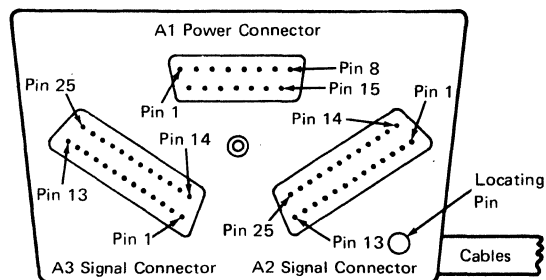 A1 Power Connector
Pin 8
Pin 15
Pin 1
Pin 25
Pin 14
Pin 13
Pin 1
Pin 14
Pin 1
Pin 25
Pin 13
Locating
Pin
Cables
A3 Signal Connector
A2 Signal Connector